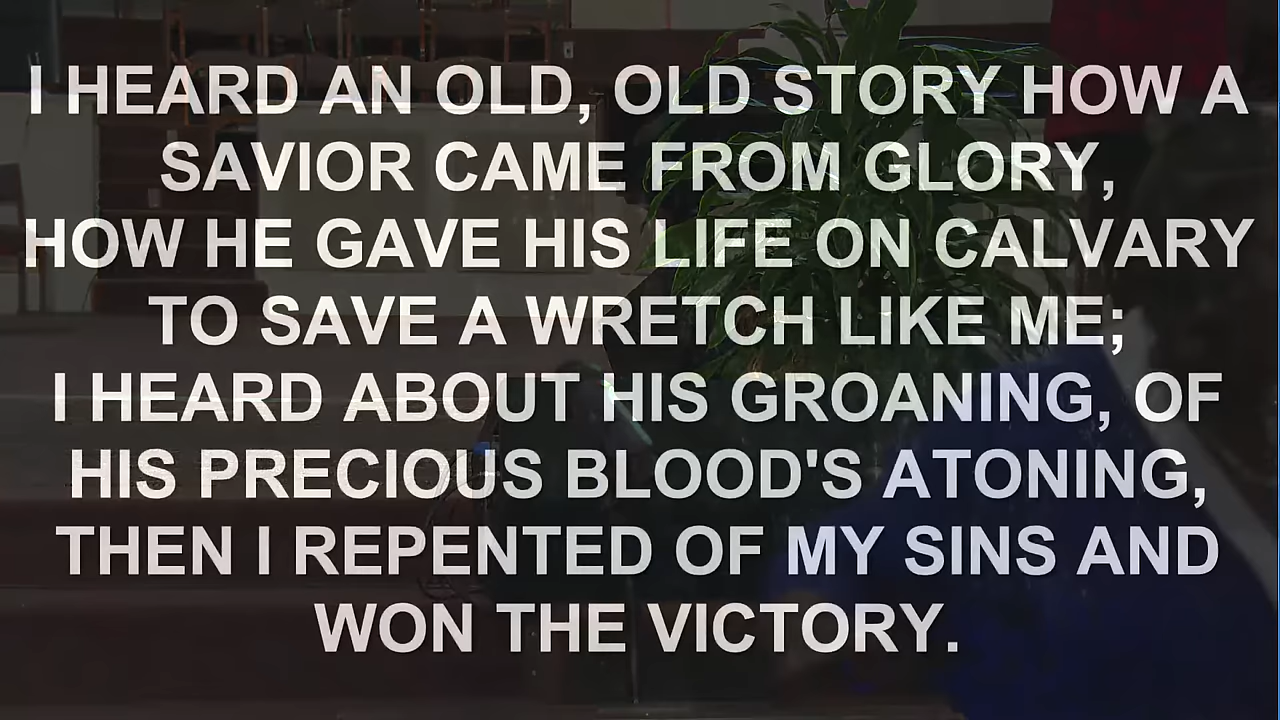 I HEARD AN OLD, OLD STORY HOW A
SAVIOR CAME FROM GLORY,
HOW HE GAVE HIS LIFE ON CALVARY
TO SAVE A WRETCH LIKE ME;
I HEARD ABOUT HIS GROANING, OF
HIS PRECIOUS BLOOD'S ATONING,
THEN I REPENTED OF MY SINS AND
WON THE VICTORY.